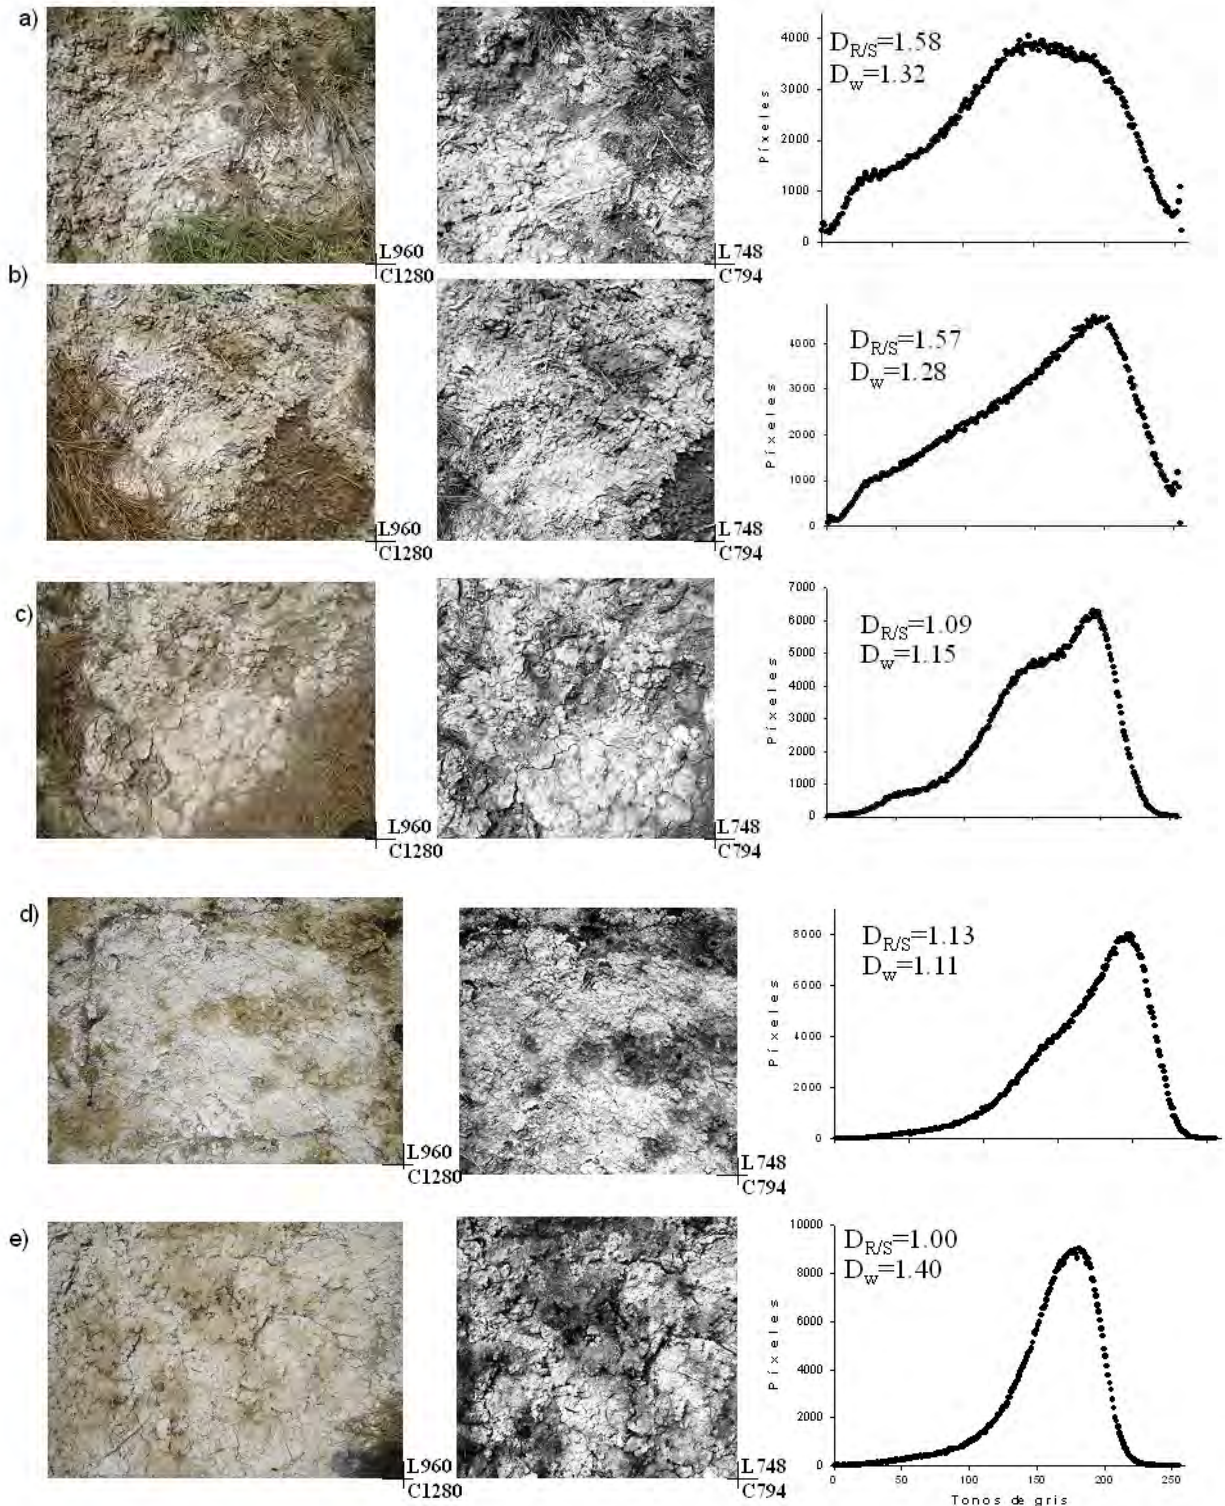 a)
L960
C1280
L748
C794
4000
3000
2000
1000
0
Píxeles
D_R/S=1.58
D_w=1.32
b)
L960
C1280
L748
C794
4000
3000
2000
1000
0
Píxeles
D_R/S=1.57
D_w=1.28
c)
L960
C1280
L748
C794
7000
6000
5000
4000
3000
2000
1000
0
Píxeles
D_R/S=1.09
D_w=1.15
d)
L960
C1280
L748
C794
8000
6000
4000
2000
0
Píxeles
D_R/S=1.13
D_w=1.11
e)
L960
C1280
L748
C794
10000
8000
6000
4000
2000
0
Píxeles
D_R/S=1.00
D_w=1.40
0 50 100 150 200 250
Tonos de gris